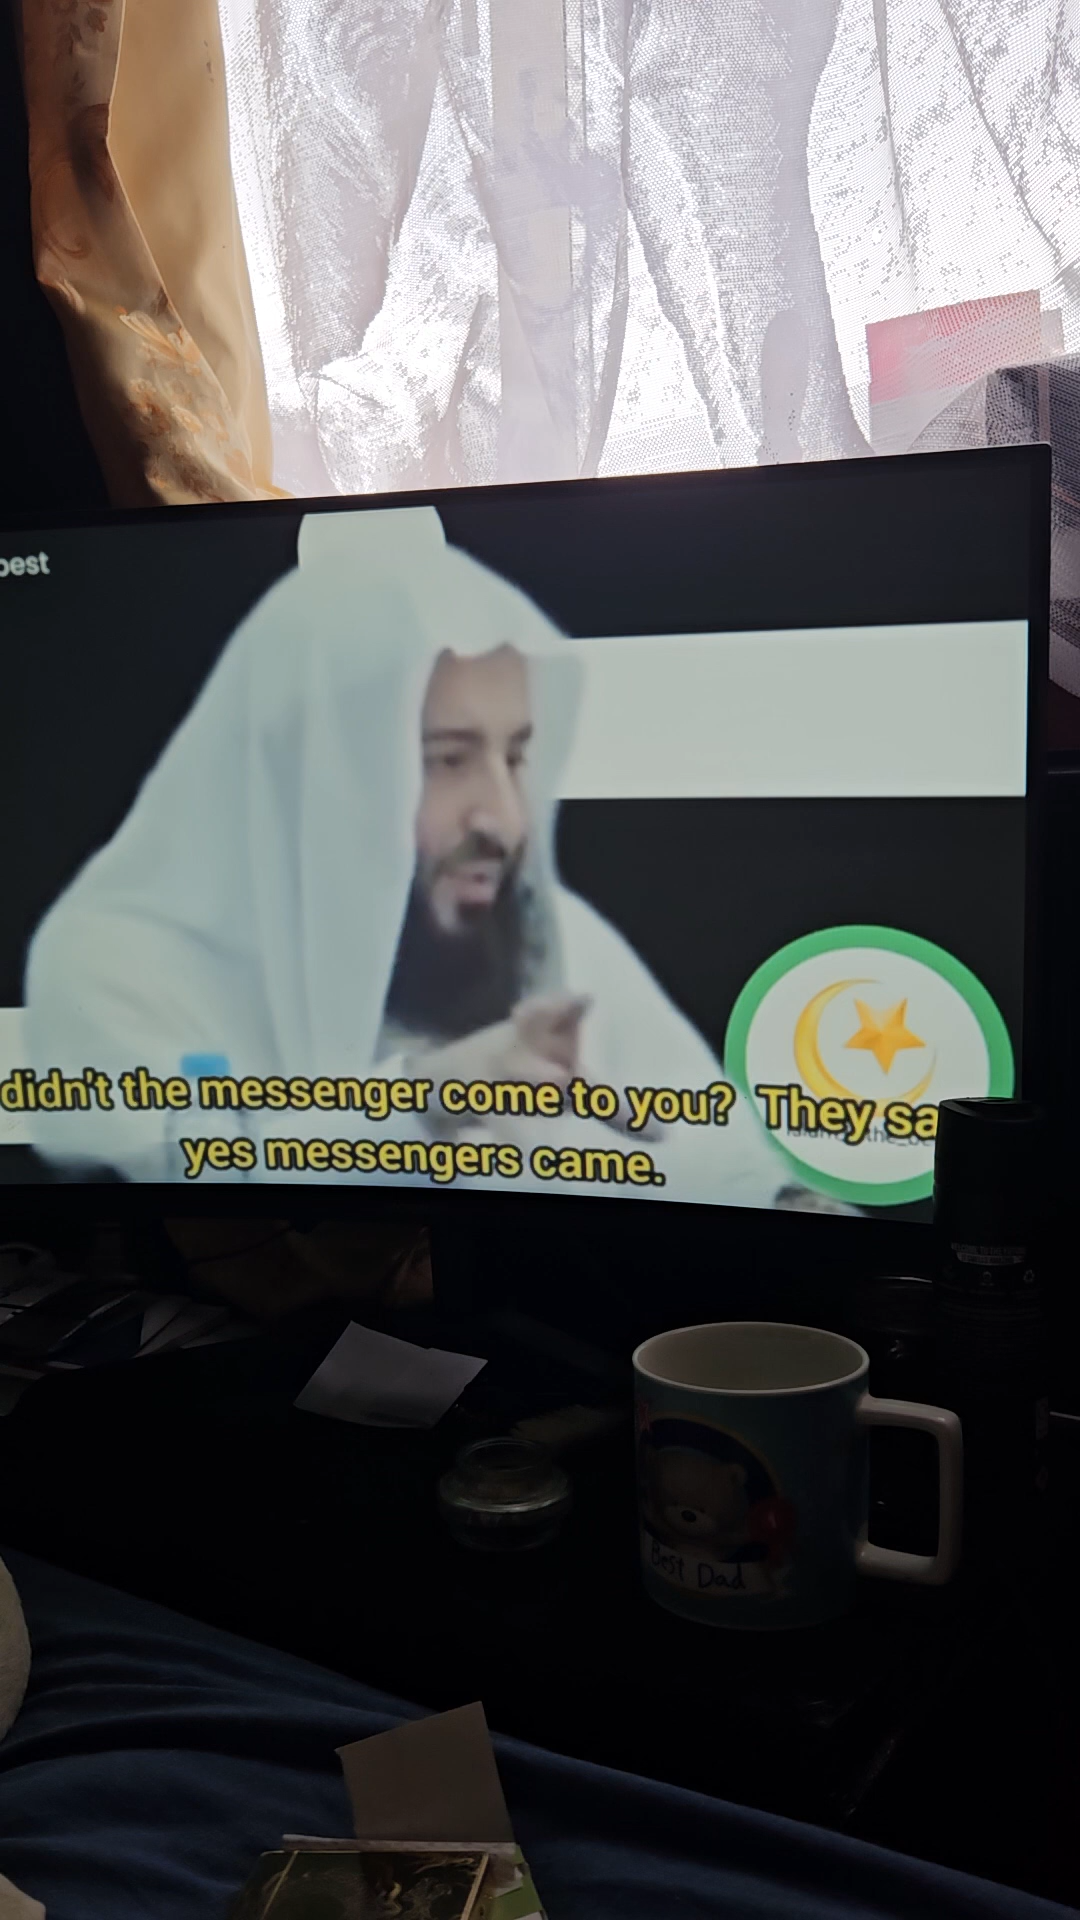 best
didn't the messenger come to you? They sa
yes messengers came.
Best Dad